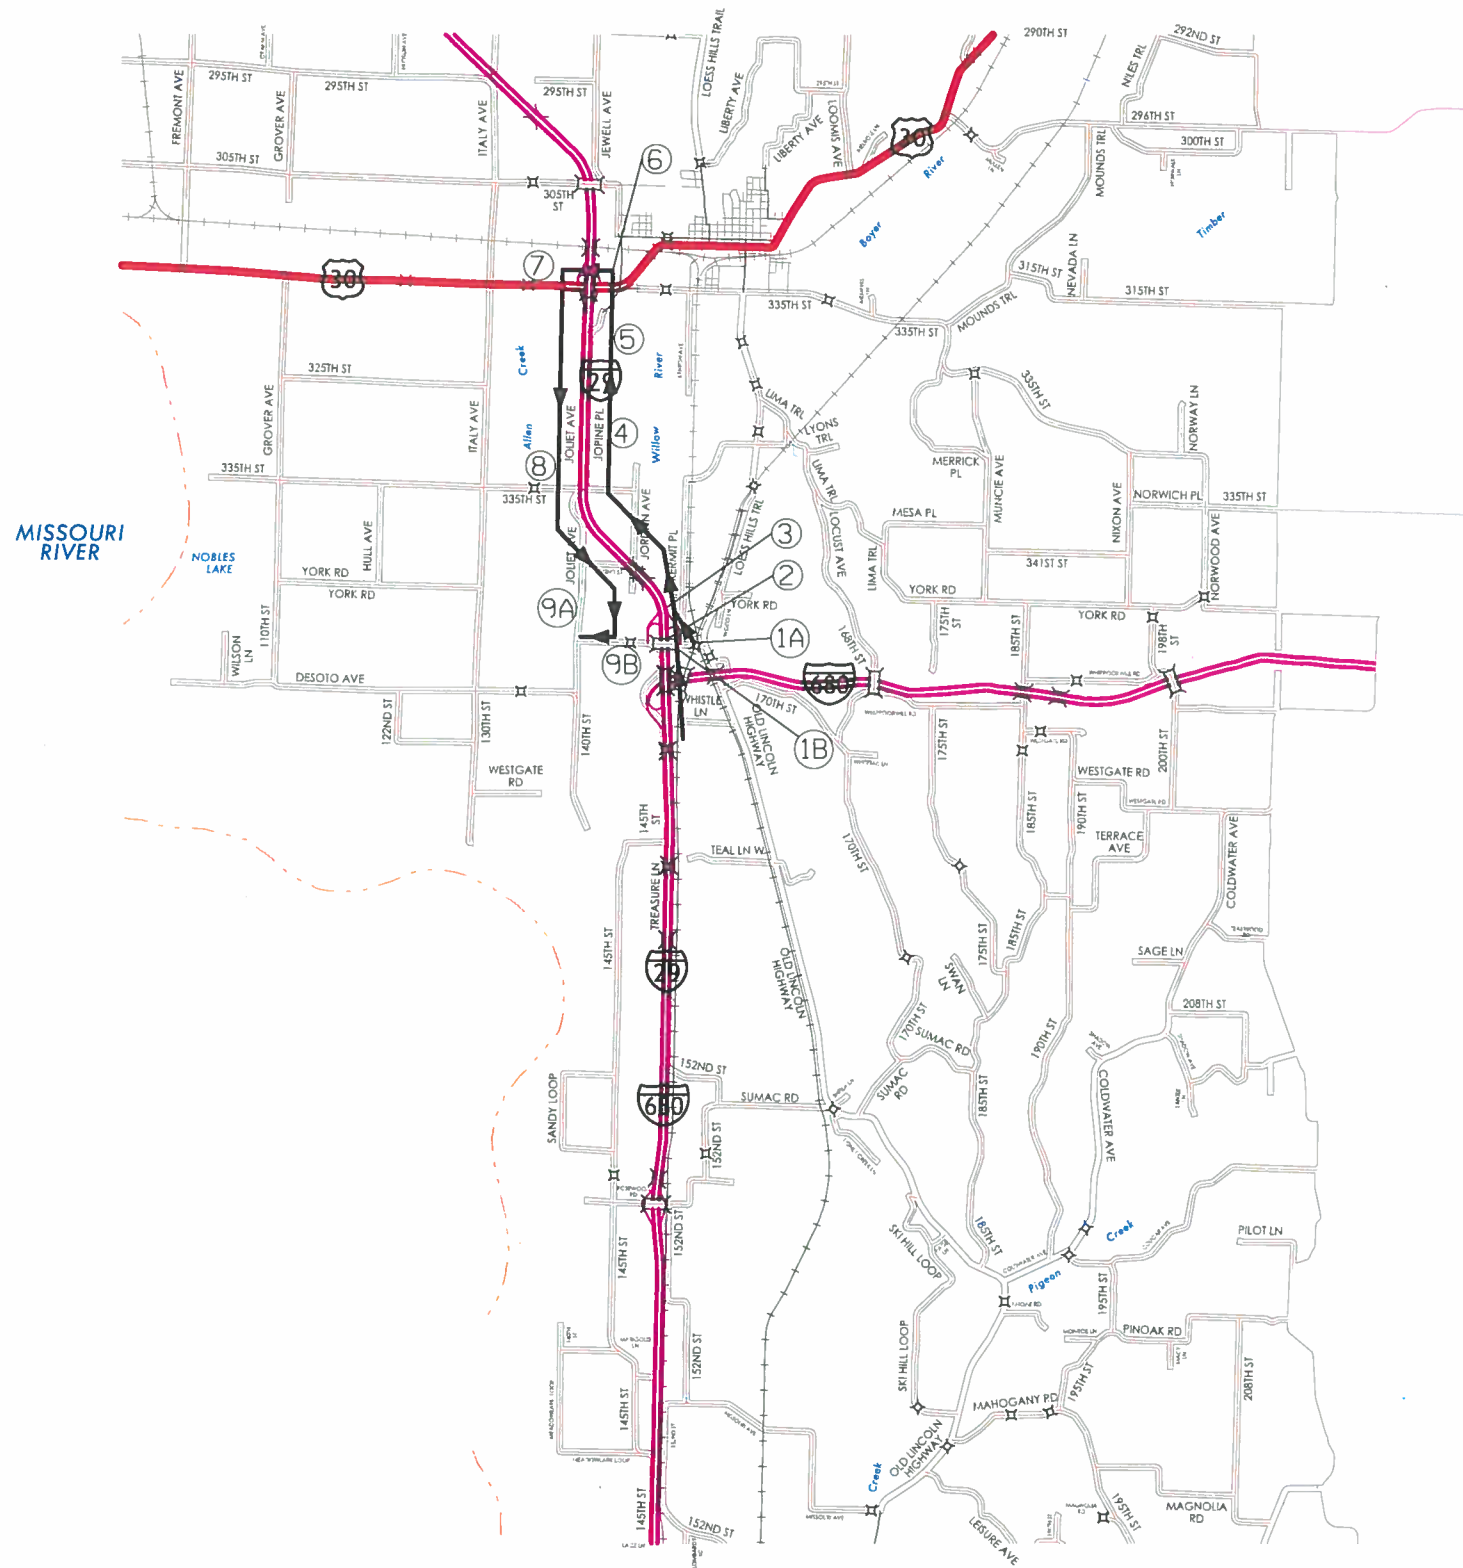 290TH ST
292ND ST
LOESS HILLS TRAIL
NILES TRL
295TH ST
295TH ST
295TH ST
FREMONT AVE
GROVER AVE
ITALY AVE
JEWELL AVE
LIBERTY AVE
LIBERTY AVE
LOOMIS AVE
30
296TH ST
300TH ST
MOUNDS TRL
305TH ST
305TH
ST
6
River
Boyer
Timber
7
30
NEVADA LN
315TH ST
315TH ST
335TH ST
335TH ST
MOUNDS TRL
MISSOURI
RIVER
NOBLES
LAKE
Creek
Allen
River
Willow
5
29
325TH ST
GROVER AVE
ITALY AVE
JOLIET AVE
JOPINE PL
4
LIMA TRL
LYONS
TRL
335TH ST
NORWAY LN
8
335TH ST
335TH ST
MERRICK
PL
MUNCIE AVE
NIXON AVE
NORWICH PL
335TH ST
LIMA TRL
LOCUST AVE
MESA PL
LOESS HILLS TRL
HULL AVE
3
2
LIMA TRL
341ST ST
NORWOOD AVE
YORK RD
YORK RD
YORK RD
YORK RD
YORK RD
9A
1A
9B
1B
WILSON
LN
110TH ST
168TH ST
175TH
ST
185TH ST
198TH
ST
DESOTO AVE
122ND ST
130TH ST
140TH ST
WHISTLE
LN
170TH ST
680
OLD LINCOLN
HIGHWAY
175TH ST
200TH ST
WESTGATE
RD
WESTGATE RD
145TH
ST
185TH ST
190TH ST
TERRACE
AVE
COLDWATER AVE
TEAL LN W
170TH ST
TREASURE LN
145TH ST
29
OLD LINCOLN
HIGHWAY
175TH ST
185TH ST
SWAN
LN
SAGE LN
208TH ST
170TH ST
SUMAC RD
190TH ST
152ND ST
680
SUMAC RD
SUMAC
RD
SANDY LOOP
152ND ST
185TH ST
COLDWATER AVE
145TH ST
152ND ST
SKI HILL LOOP
185TH ST
COLDWATER AVE
Creek
Pigeon
PILOT LN
195TH ST
152ND ST
SKI HILL LOOP
PINOAK RD
195TH ST
208TH ST
145TH ST
MAHOGANY RD
OLD LINCOLN
HIGHWAY
Creek
145TH ST
152ND ST
LEISURE AVE
195TH ST
MAGNOLIA
RD